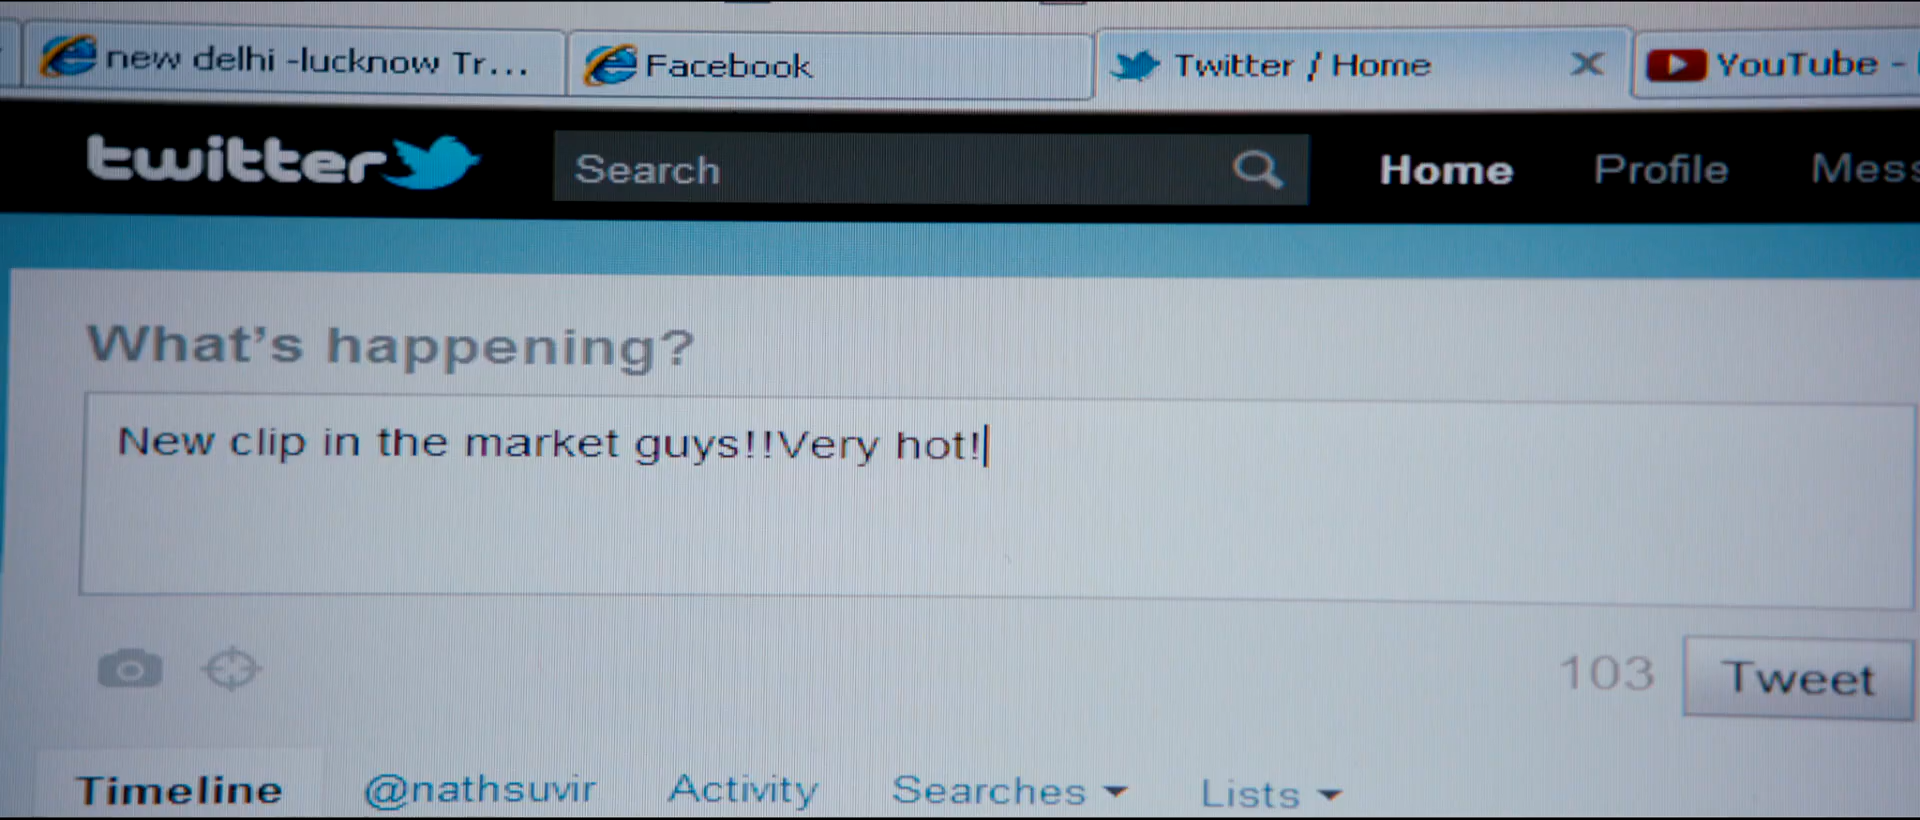 new delhi -lucknow Tr...
Facebook
Twitter / Home
YouTube -
twitter
Search
Home
Profile
Mess
What's happening?
New clip in the market guys!!Very hot!
103
Tweet
Timeline
@nathsuvir
Activity
Searches
Lists